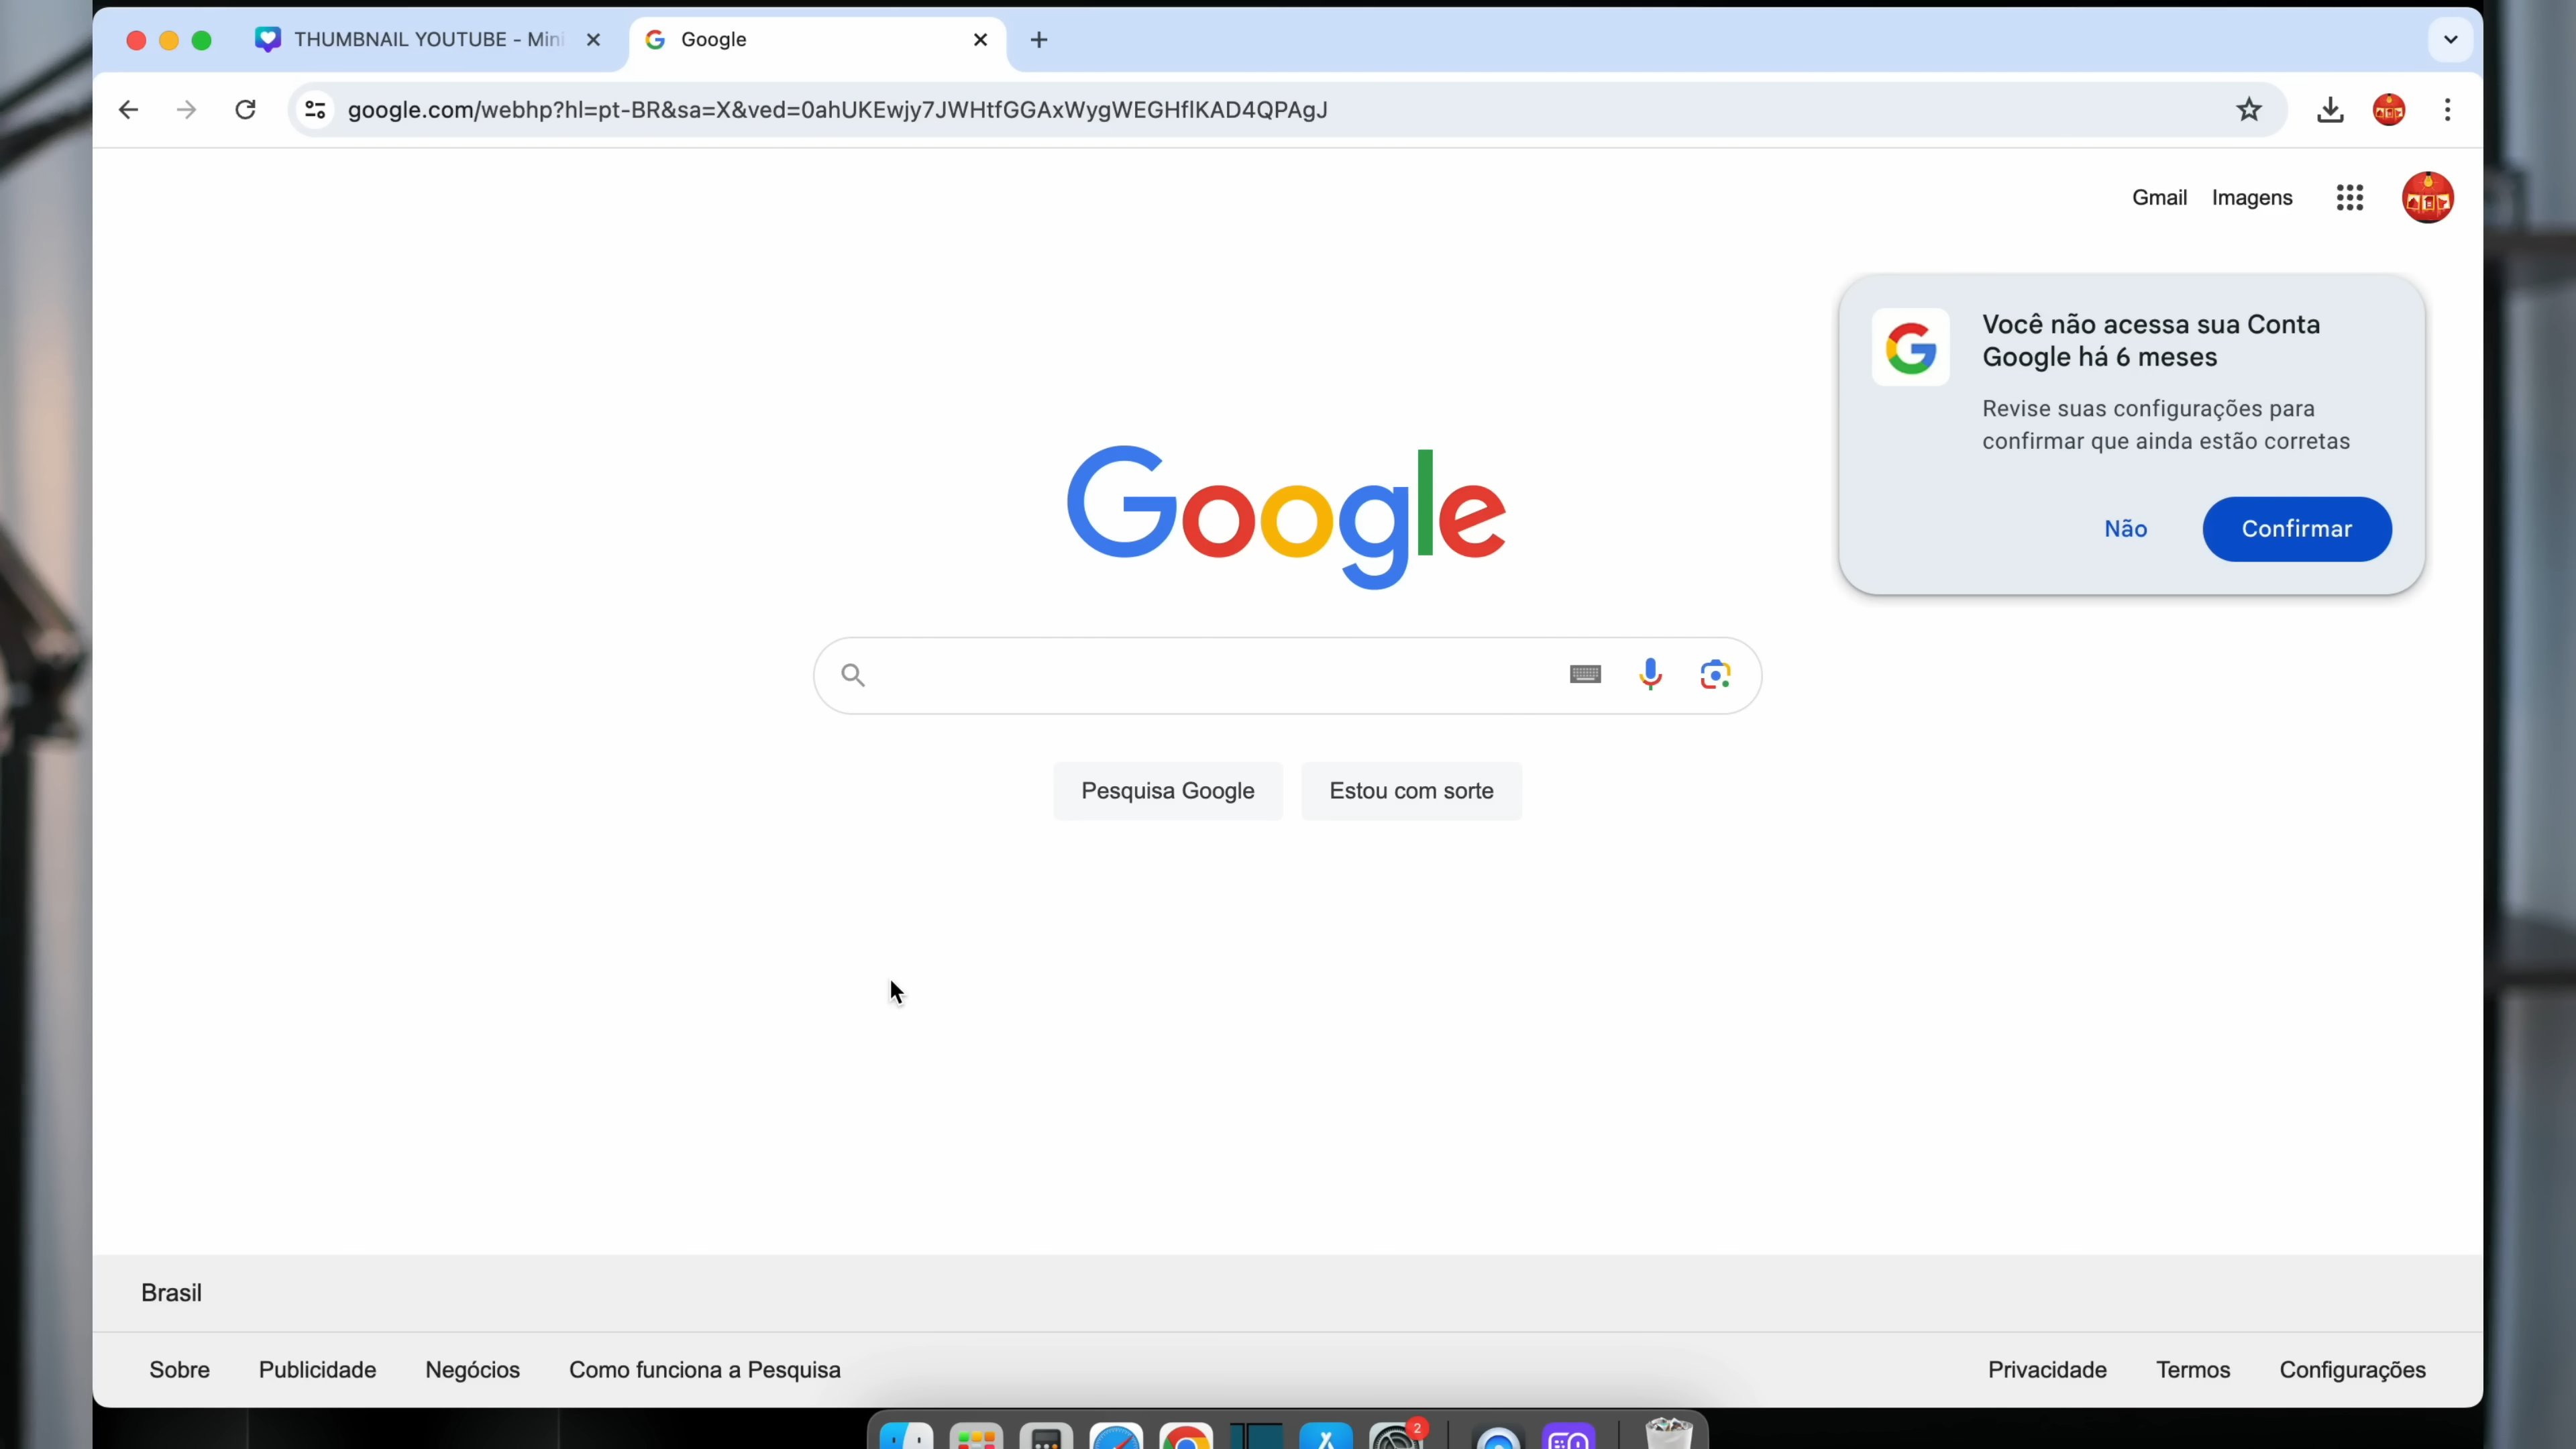 THUMBNAIL YOUTUBE - Mini
Google
google.com/webhp?hl=pt-BR&sa=X&ved=0ahUKEwjy7JWHtfGGAxWygWEGHflKAD4QPAgJ
Gmail Imagens
Você não acessa sua Conta
Google há 6 meses
Revise suas configurações para
confirmar que ainda estão corretas
Não Confirmar
Google
Pesquisa Google Estou com sorte
Brasil
Sobre Publicidade Negócios Como funciona a Pesquisa Privacidade Termos Configurações
2